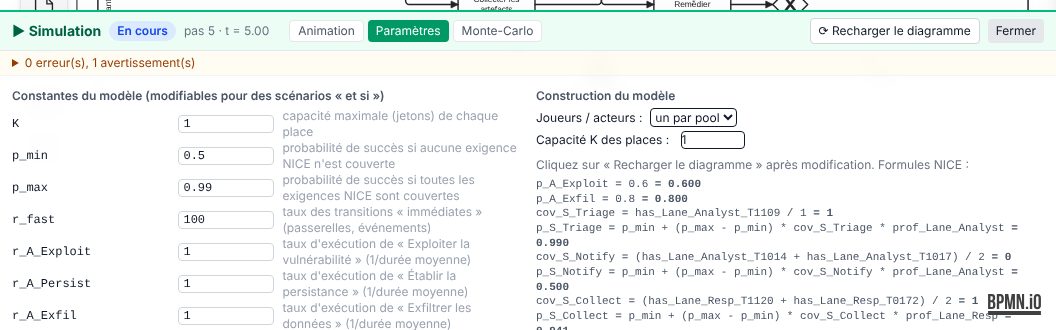 Collecter les
artefacts
Remédier
▶ Simulation En cours pas 5 · t = 5.00 Animation Paramètres Monte-Carlo ⟳ Recharger le diagramme Fermer
▶ 0 erreur(s), 1 avertissement(s)
Constantes du modèle (modifiables pour des scénarios « et si »)
K 1 capacité maximale (jetons) de chaque
place
p_min 0.5 probabilité de succès si aucune exigence
NICE n'est couverte
p_max 0.99 probabilité de succès si toutes les
exigences NICE sont couvertes
r_fast 100 taux des transitions « immédiates »
(passerelles, événements)
r_A_Exploit 1 taux d'exécution de « Exploiter la
vulnérabilité » (1/durée moyenne)
r_A_Persist 1 taux d'exécution de « Établir la
persistance » (1/durée moyenne)
r_A_Exfil 1 taux d'exécution de « Exfiltrer les
données » (1/durée moyenne)
Construction du modèle
Joueurs / acteurs : un par pool
Capacité K des places : 1
Cliquez sur « Recharger le diagramme » après modification. Formules NICE :
p_A_Exploit = 0.6 = 0.600
p_A_Exfil = 0.8 = 0.800
cov_S_Triage = has_Lane_Analyst_T1109 / 1 = 1
p_S_Triage = p_min + (p_max - p_min) * cov_S_Triage * prof_Lane_Analyst =
0.990
cov_S_Notify = (has_Lane_Analyst_T1014 + has_Lane_Analyst_T1017) / 2 = 0
p_S_Notify = p_min + (p_max - p_min) * cov_S_Notify * prof_Lane_Analyst =
0.500
cov_S_Collect = (has_Lane_Resp_T1120 + has_Lane_Resp_T0172) / 2 = 1
p_S_Collect = p_min + (p_max - p_min) * cov_S_Collect * prof_Lane_Resp =
BPMN.iO